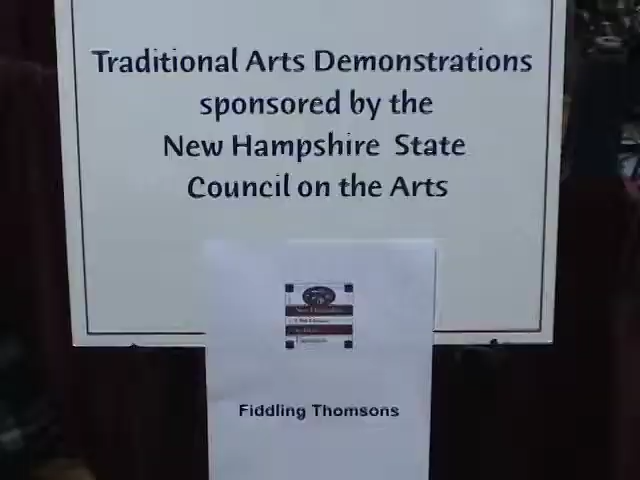 Traditional Arts Demonstrations
sponsored by the
New Hampshire State
Council on the Arts
Fiddling Thomsons